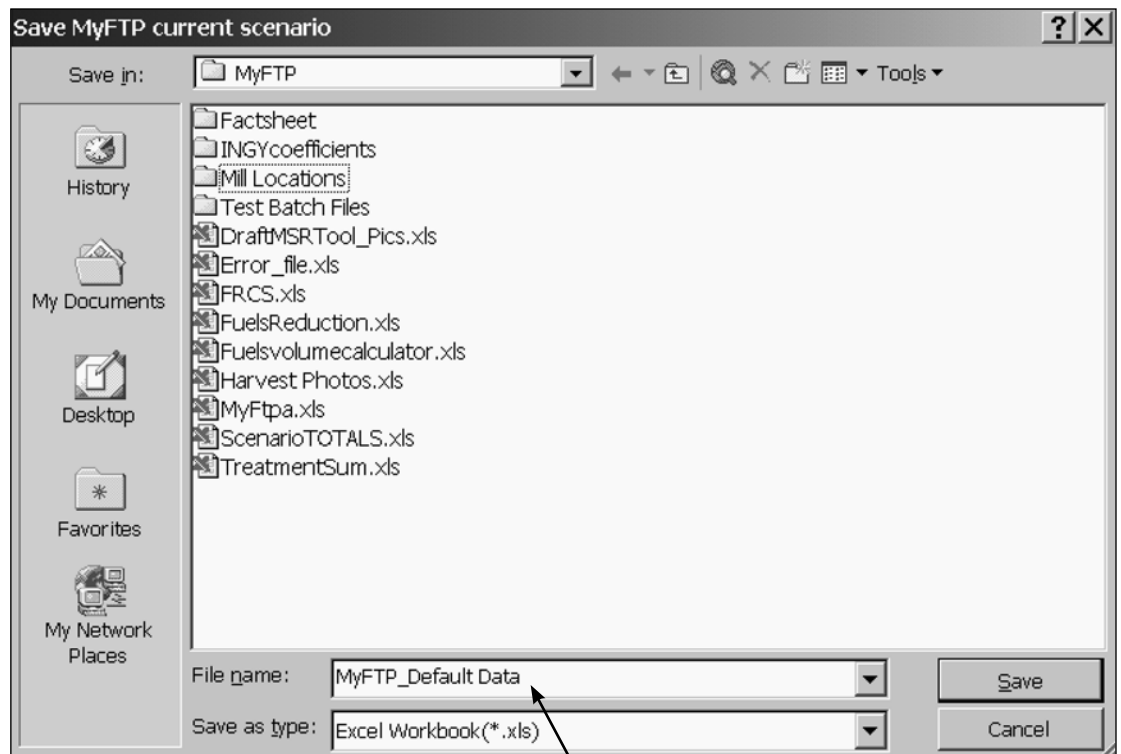 Save MyFTP current scenario
? X
Save in:
MyFTP
Tools
History
My Documents
Desktop
Favorites
My Network
Places
Factsheet
INGYcoefficients
Mill Locations
Test Batch Files
DraftMSRTool_Pics.xls
Error_file.xls
FRCS.xls
FuelsReduction.xls
Fuelsvolumecalculator.xls
Harvest Photos.xls
MyFtpa.xls
ScenarioTOTALS.xls
TreatmentSum.xls
File name:
MyFTP_Default Data
Save
Save as type:
Excel Workbook(*.xls)
Cancel